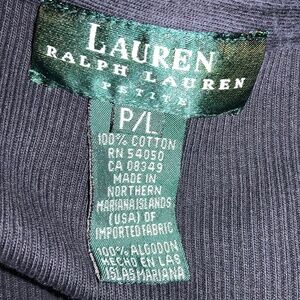 LAUREN
RALPH LAUREN
PETITE
P/L
100% COTTON
RN 54050
CA 08349
MADE IN
NORTHERN
MARIANA ISLANDS
(USA) OF
IMPORTED FABRIC
100% ALGODON
HECHO EN LAS
ISLAS MARIANA